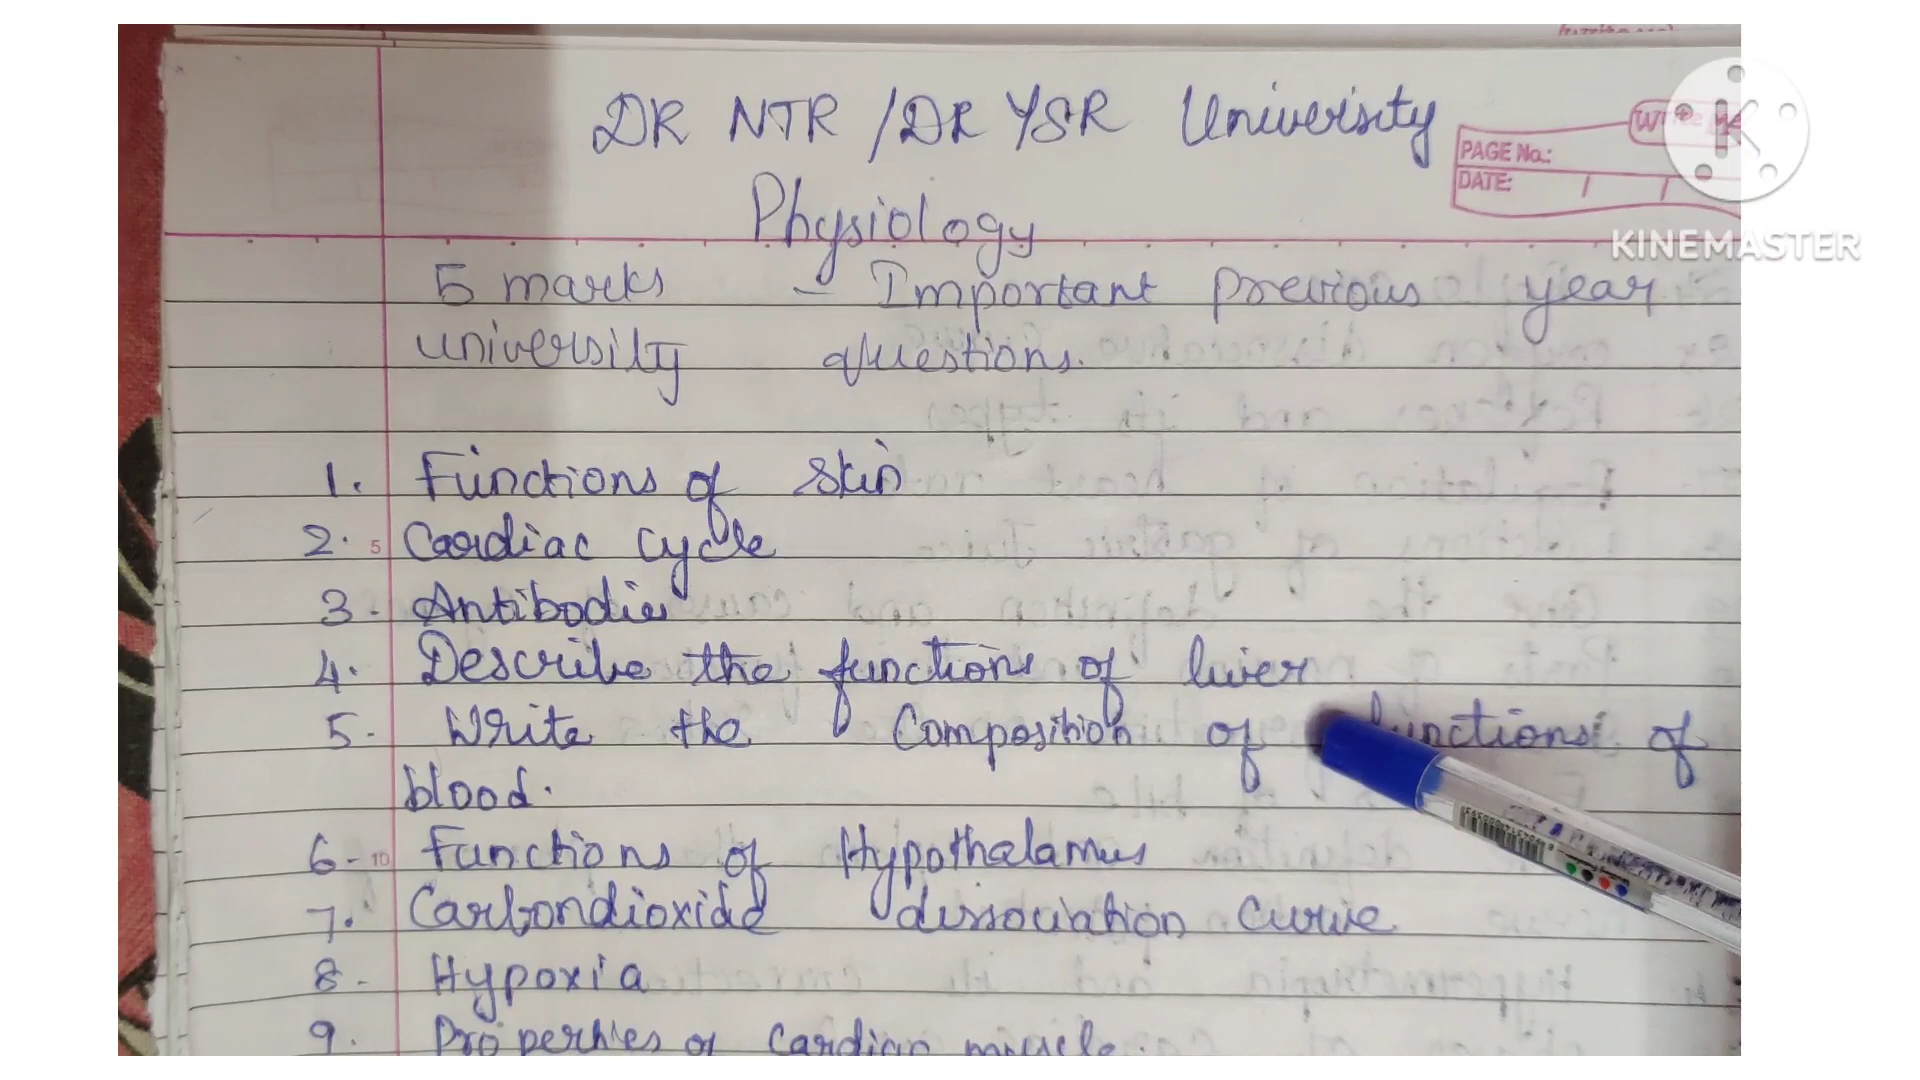 DR NTR / DR YSR University
PAGE No.:
DATE: / /
Physiology
KINEMASTER
5 marks - Important previous year
university questions.
1. Functions of skin
2. 5 Cardiac cycle
3. Antibodies
4. Describe the functions of liver
5. Write the composition of functions of
blood.
6. 10 Functions of Hypothalamus
7. Carbondioxide dissociation curve
8. Hypoxia
9. Properties of cardiac muscle.